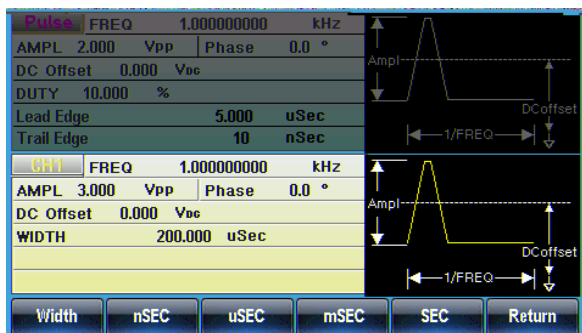 Pulse FREQ 1.000000000 kHz
AMPL 2.000 Vpp Phase 0.0 °
DC Offset 0.000 VDC
DUTY 10.000 %
Lead Edge 5.000 uSec
Trail Edge 10 nSec
Ampl
DCoffset
1/FREQ
CH1 FREQ 1.000000000 kHz
AMPL 3.000 Vpp Phase 0.0 °
DC Offset 0.000 VDC
WIDTH 200.000 uSec
Ampl
DCoffset
1/FREQ
Width nSEC uSEC mSEC SEC Return